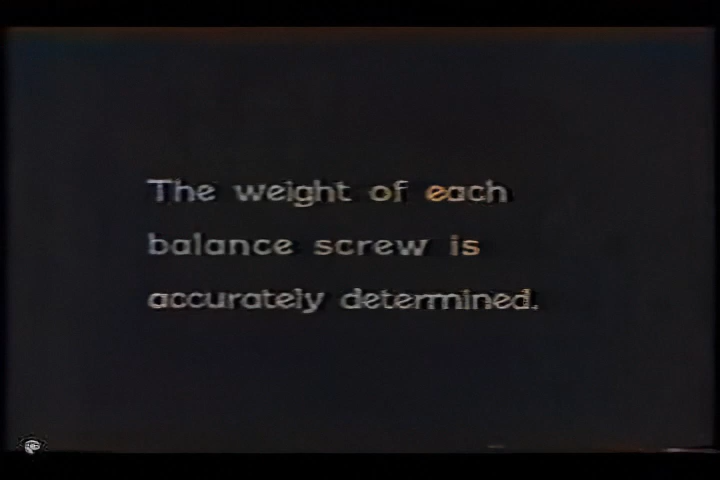 The weight of each
balance screw is
accurately determined.